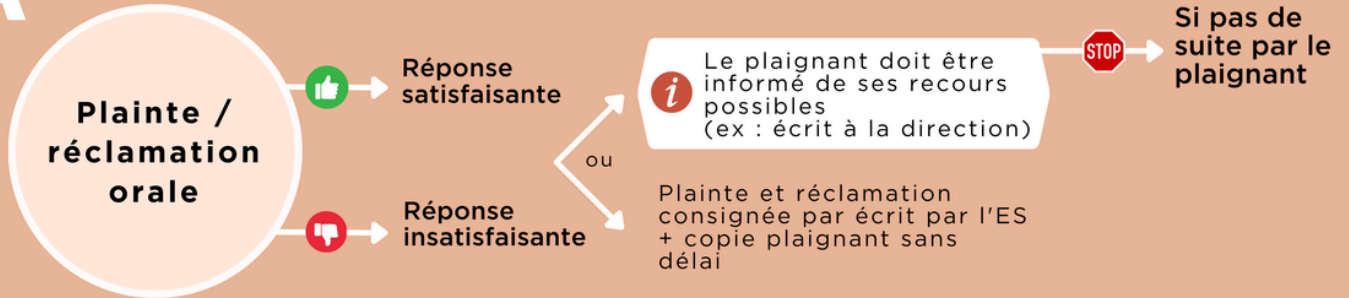 Plainte /
réclamation
orale
Réponse
satisfaisante
Réponse
insatisfaisante
ou
i
Le plaignant doit être
informé de ses recours
possibles
(ex : écrit à la direction)
Plainte et réclamation
consignée par écrit par l'ES
+ copie plaignant sans
délai
STOP
Si pas de
suite par le
plaignant